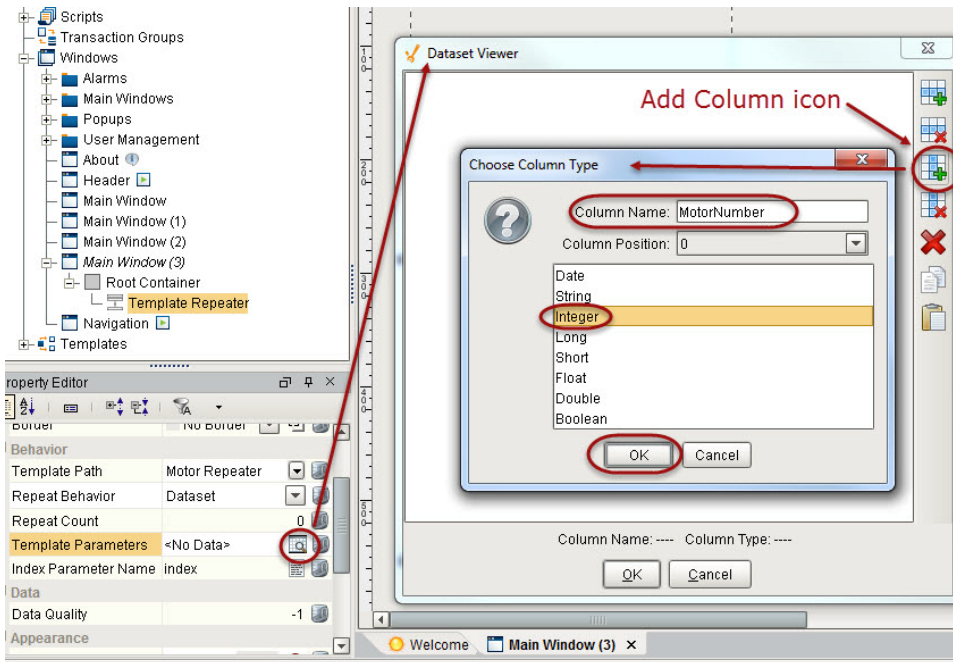 Scripts
Transaction Groups
Windows
Alarms
Main Windows
Popups
User Management
About
Header
Main Window
Main Window (1)
Main Window (2)
Main Window (3)
Root Container
Template Repeater
Navigation
Templates
roperty Editor
Border No Border
Behavior
Template Path Motor Repeater
Repeat Behavior Dataset
Repeat Count 0
Template Parameters <No Data>
Index Parameter Name index
Data
Data Quality -1
Appearance
Dataset Viewer
Add Column icon
Choose Column Type
Column Name: MotorNumber
Column Position: 0
Date
String
Integer
Long
Short
Float
Double
Boolean
OK Cancel
Column Name: ---- Column Type: ----
OK Cancel
Welcome Main Window (3) ×